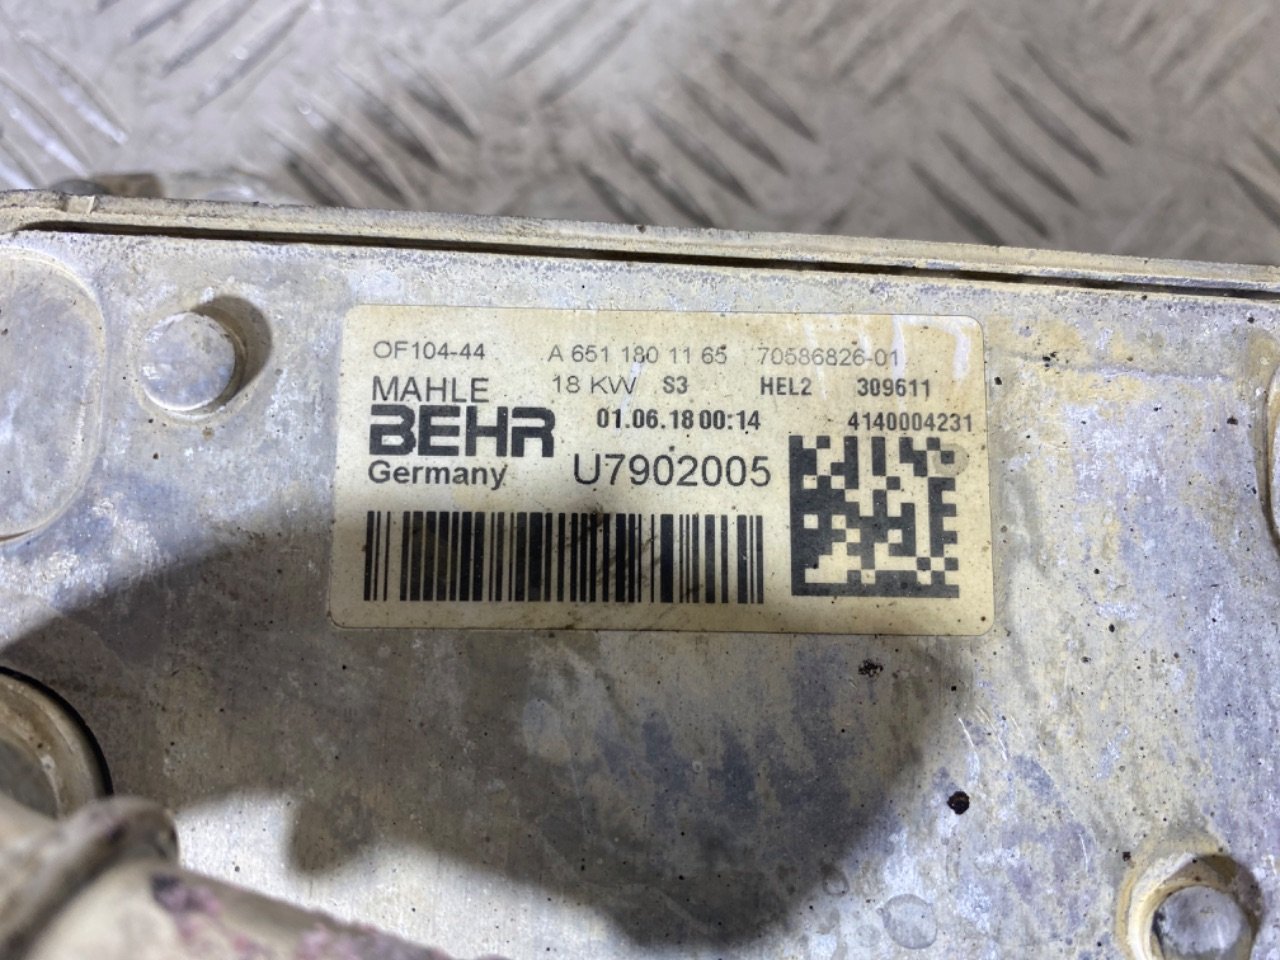 OF104-44 A 651 180 11 65 70586826-01
MAHLE 18 KW S3 HEL2 309611
BEHR 01.06.18 00:14 4140004231
Germany U7902005